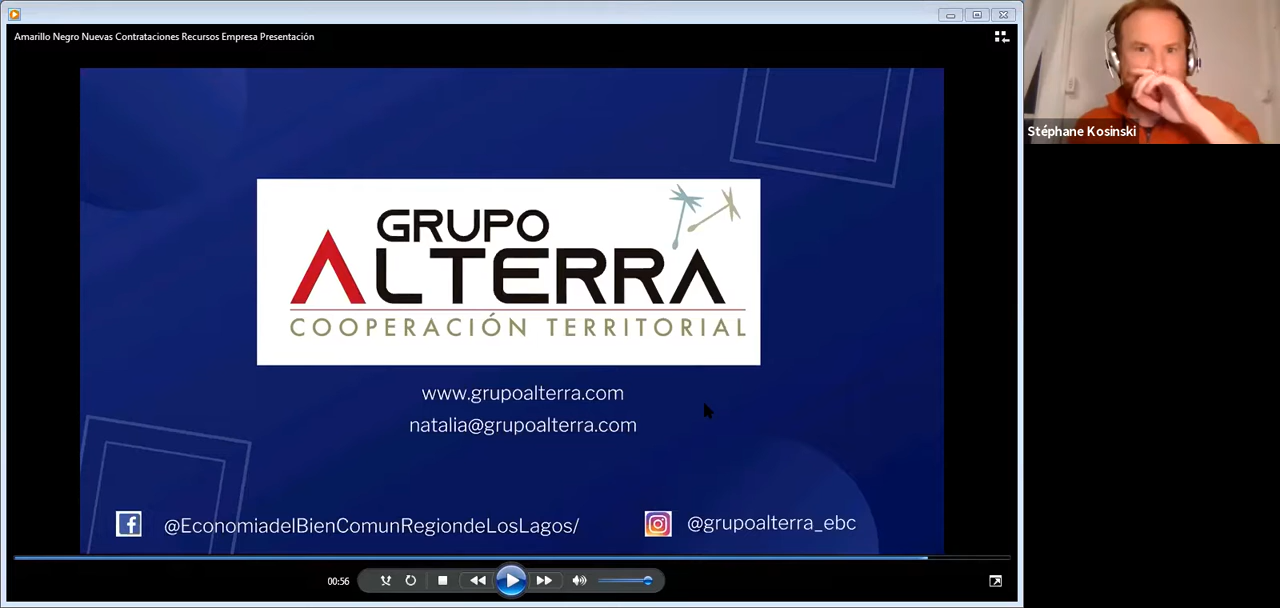 Amarillo Negro Nuevas Contrataciones Recursos Empresa Presentación
Stéphane Kosinski
GRUPO
ALTERRA
COOPERACIÓN TERRITORIAL
www.grupoalterra.com
natalia@grupoalterra.com
@EconomiadelBienComunRegiondeLosLagos/
@grupoalterra_ebc
00:56